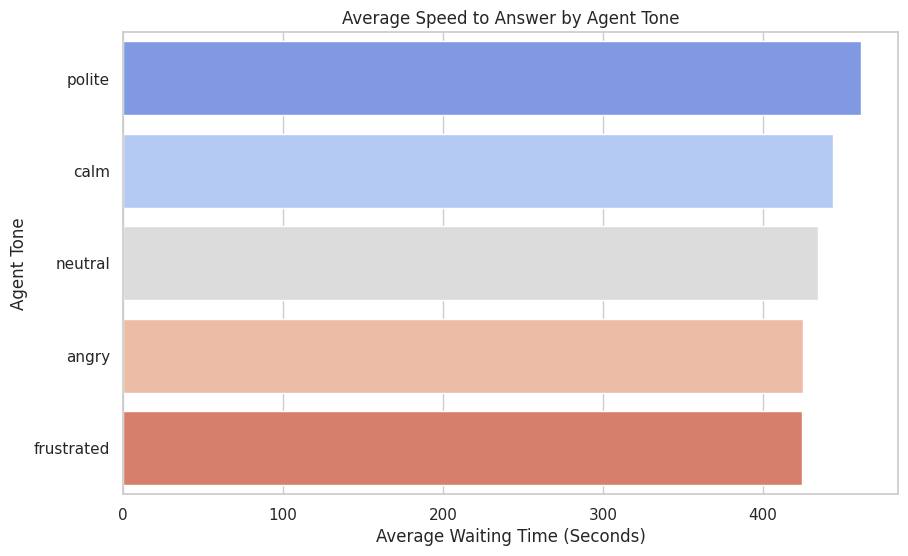 Average Speed to Answer by Agent Tone
polite
calm
neutral
angry
frustrated
Agent Tone
0 100 200 300 400
Average Waiting Time (Seconds)